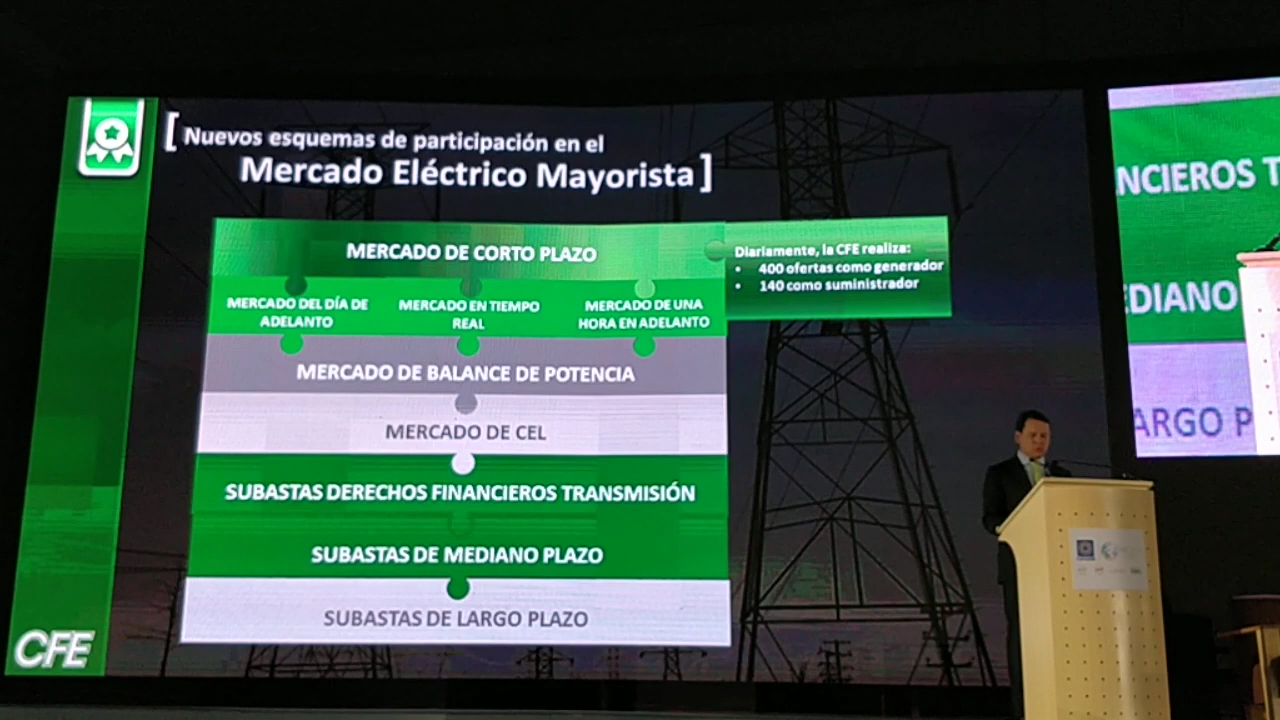 [ Nuevos esquemas de participación en el
Mercado Eléctrico Mayorista ]
MERCADO DE CORTO PLAZO
Diariamente, la CFE realiza:
• 400 ofertas como generador
• 140 como suministrador
MERCADO DEL DÍA DE
ADELANTO
MERCADO EN TIEMPO
REAL
MERCADO DE UNA
HORA EN ADELANTO
MERCADO DE BALANCE DE POTENCIA
MERCADO DE CEL
SUBASTAS DERECHOS FINANCIEROS TRANSMISIÓN
SUBASTAS DE MEDIANO PLAZO
SUBASTAS DE LARGO PLAZO
CFE
NCIEROS T
EDIANO
ARGO P